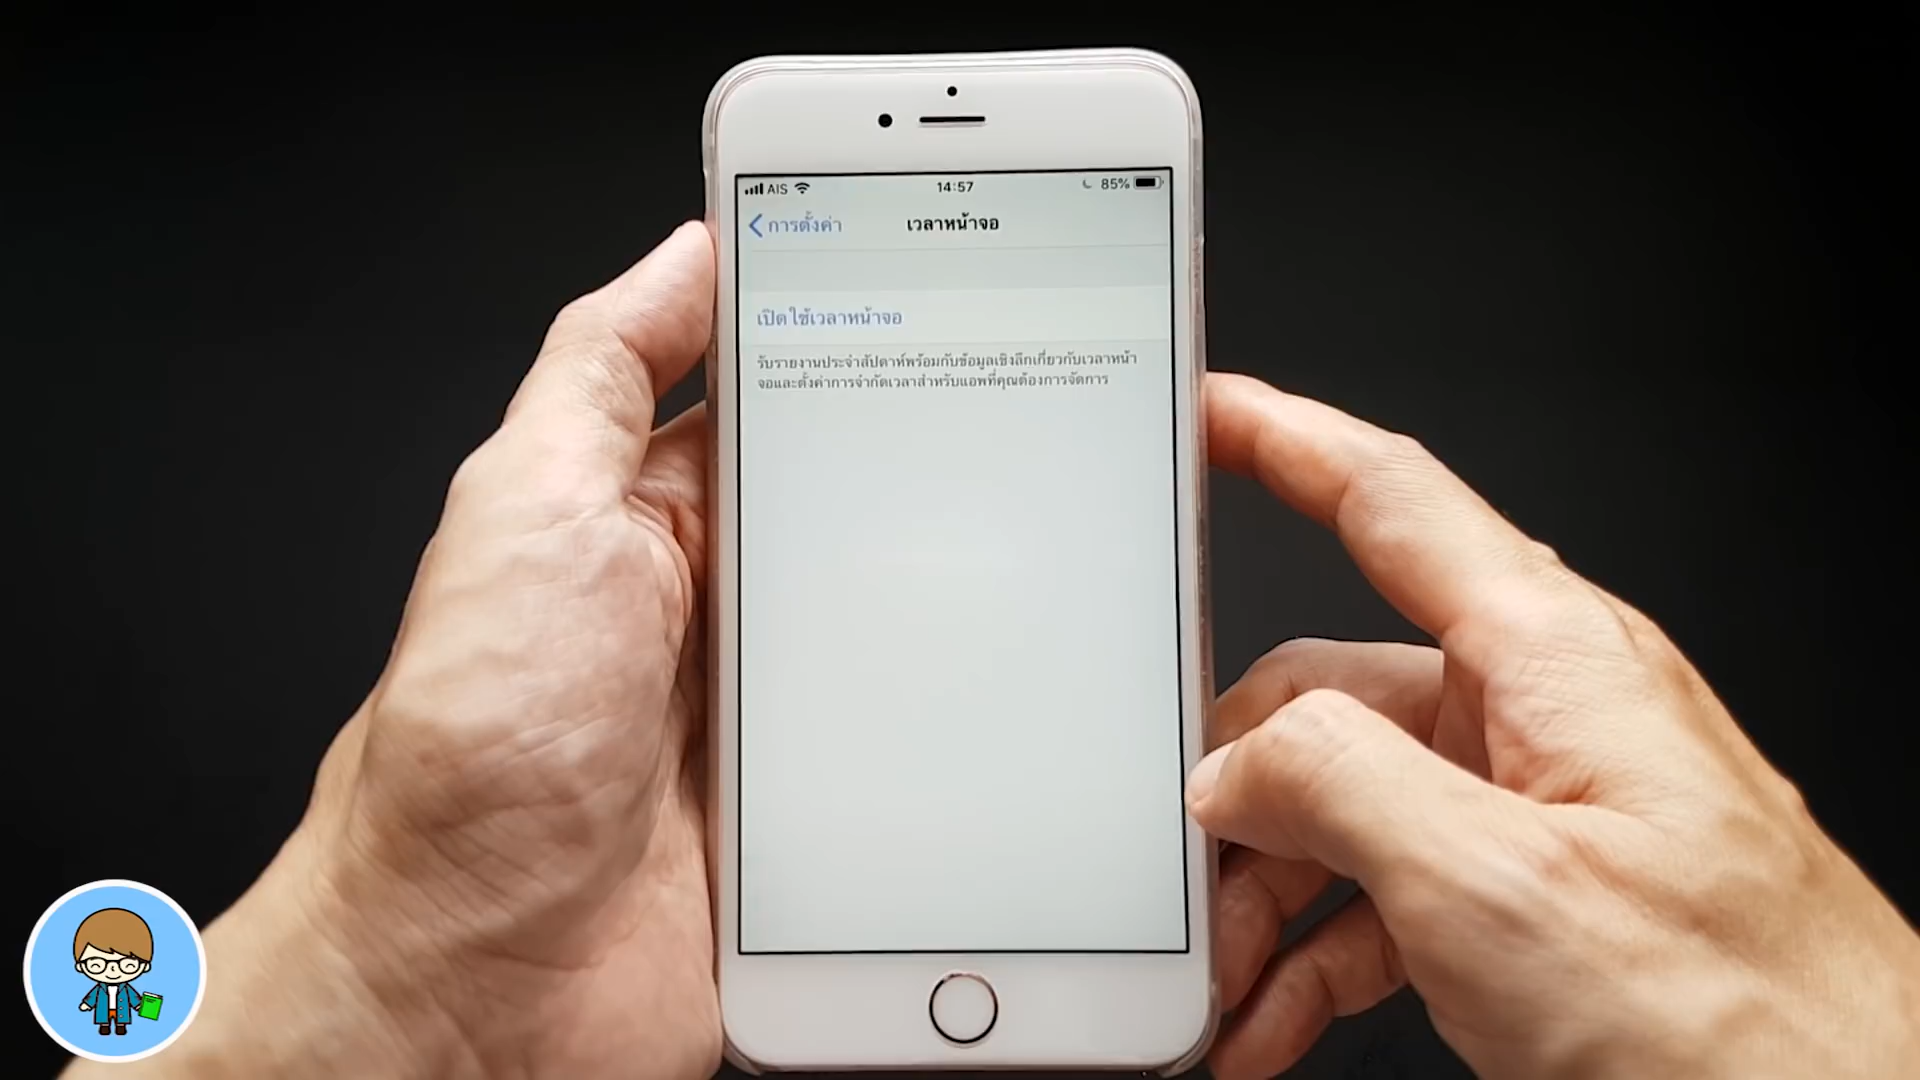 AIS 14:57 85%
การตั้งค่า เวลาหน้าจอ
เปิดใช้เวลาหน้าจอ
รับรายงานประจำสัปดาห์พร้อมกับข้อมูลเชิงลึกเกี่ยวกับเวลาหน้า
จอและตั้งค่าการจำกัดเวลาสำหรับแอพที่คุณต้องการจัดการ